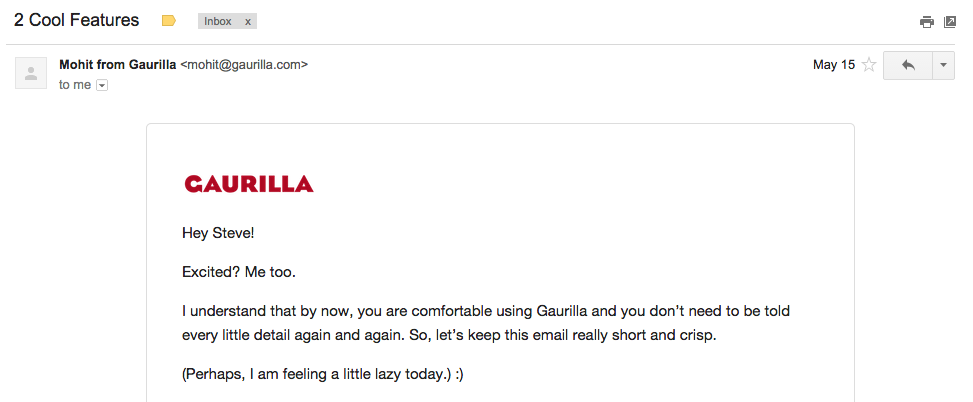 2 Cool Features Inbox x
Mohit from Gaurilla <mohit@gaurilla.com> May 15
to me
GAURILLA
Hey Steve!
Excited? Me too.
I understand that by now, you are comfortable using Gaurilla and you don’t need to be told
every little detail again and again. So, let’s keep this email really short and crisp.
(Perhaps, I am feeling a little lazy today.) :)